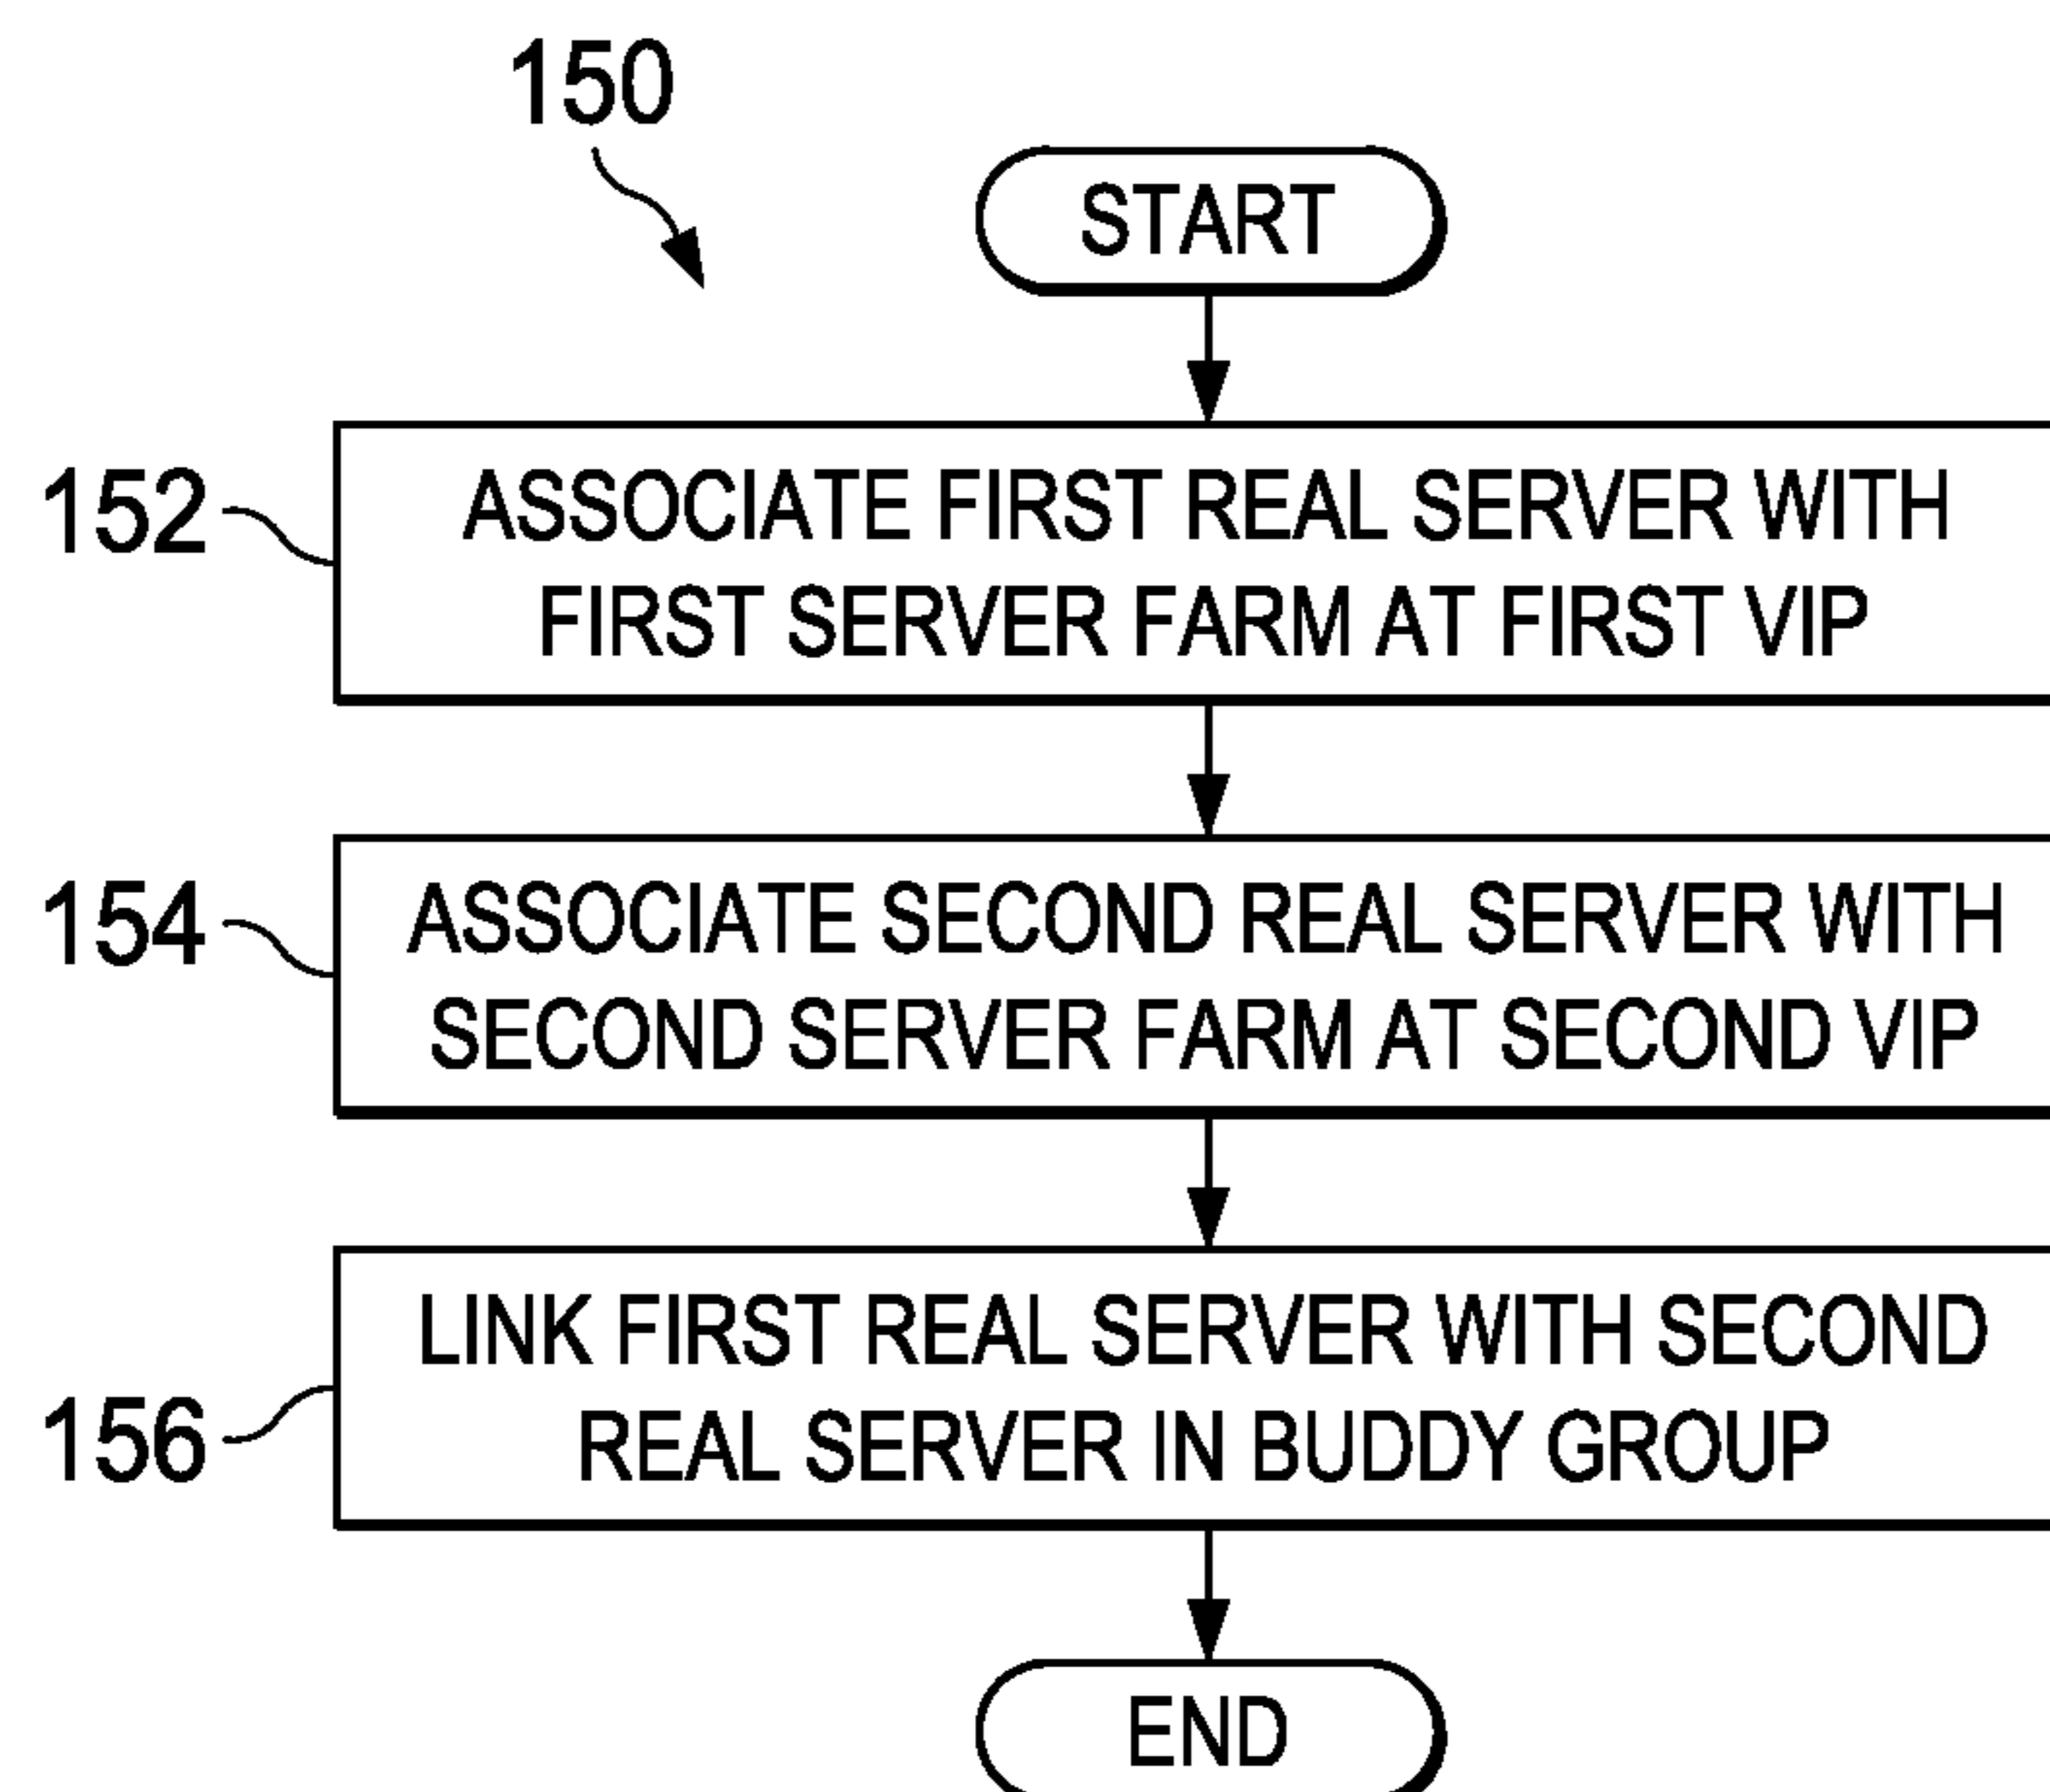 150
START
152
ASSOCIATE FIRST REAL SERVER WITH
FIRST SERVER FARM AT FIRST VIP
154
ASSOCIATE SECOND REAL SERVER WITH
SECOND SERVER FARM AT SECOND VIP
156
LINK FIRST REAL SERVER WITH SECOND
REAL SERVER IN BUDDY GROUP
END